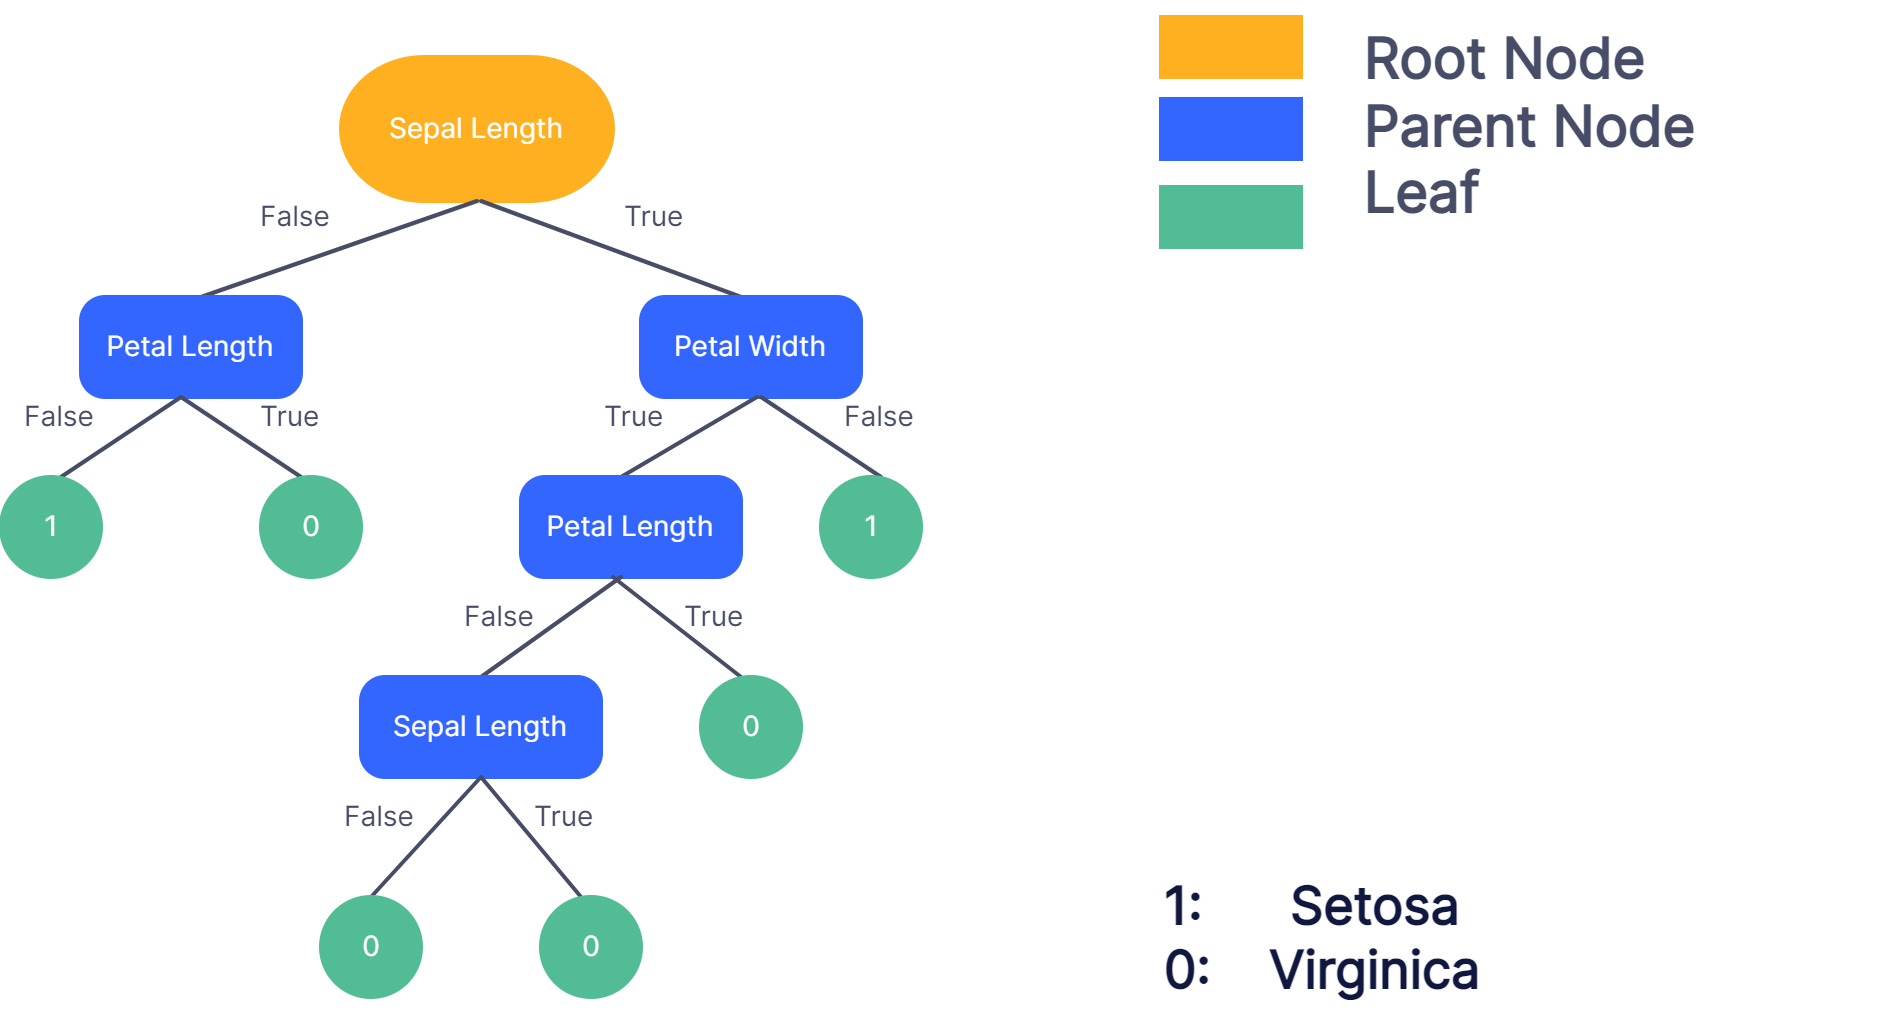 Sepal Length
False
True
Petal Length
Petal Width
False
True
True
False
1
0
Petal Length
1
False
True
Sepal Length
0
False
True
0
0
Root Node
Parent Node
Leaf
1: Setosa
0: Virginica